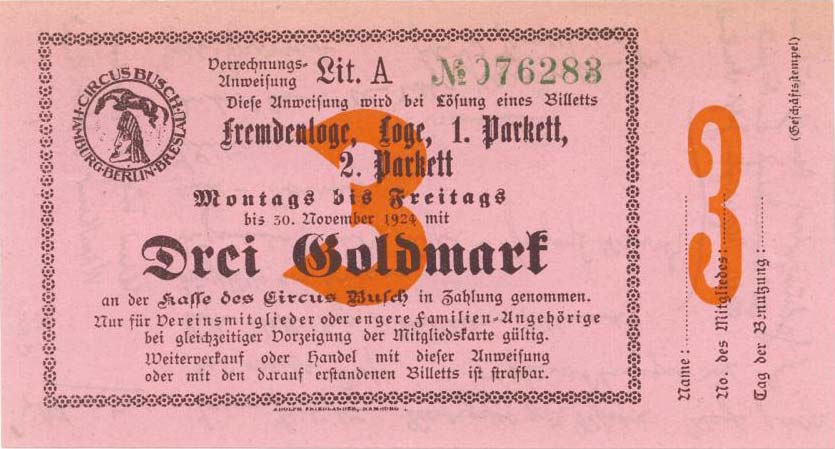 CIRCUS BUSCH
HAMBURG-BERLIN-BRESLAU
Verrechnungs-
Anweisung Lit. A № 076283
Diese Anweisung wird bei Lösung eines Billetts
Fremdenloge, Loge, 1. Parkett,
2. Parkett
Montags bis Freitags
bis 30. November 1924 mit
Drei Goldmark
3
an der Kasse des Circus Busch in Zahlung genommen.
Nur für Vereinsmitglieder oder engere Familien-Angehörige
bei gleichzeitiger Vorzeigung der Mitgliedskarte gültig.
Weiterverkauf oder Handel mit dieser Anweisung
oder mit den darauf erstandenen Billetts ist strafbar.
ADOLPH FRIEDLÄNDER, HAMBURG
3
Name:
No. des Mitgliedes:
Tag der Benutzung:
(Geschäftsstempel)